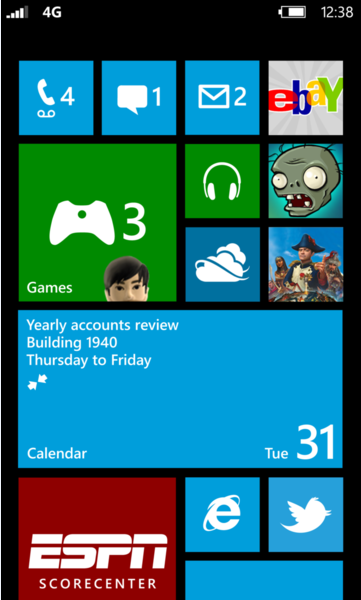 4G 12:38
4 1 2 ebaY
3
Games
Yearly accounts review
Building 1940
Thursday to Friday
Calendar Tue 31
ESPN
SCORECENTER